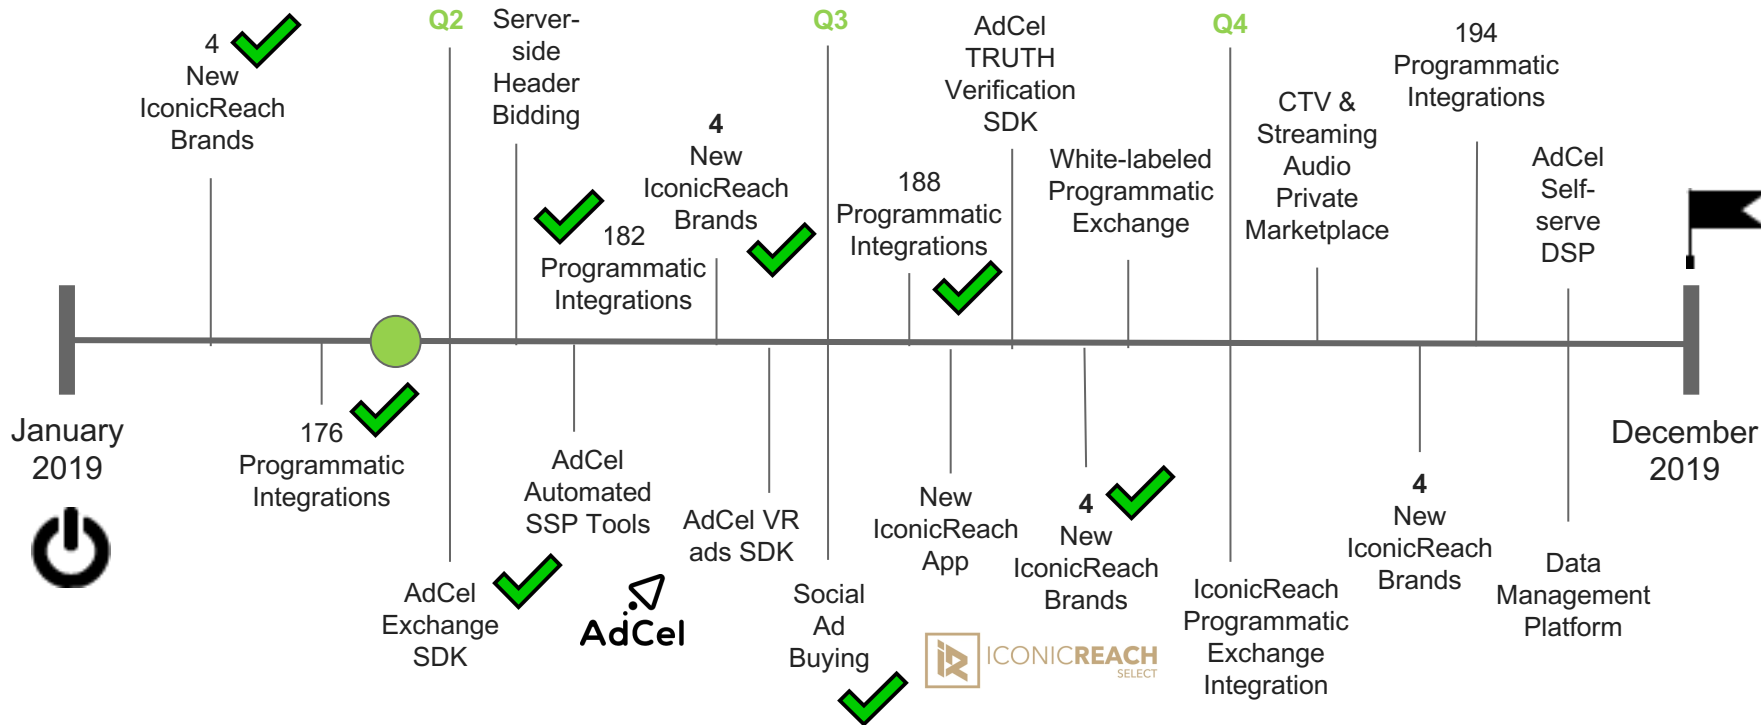 4
New
IconicReach
Brands
Q2
Server-
side
Header
Bidding
182
Programmatic
Integrations
4
New
IconicReach
Brands
Q3
188
Programmatic
Integrations
AdCel
TRUTH
Verification
SDK
White-labeled
Programmatic
Exchange
Q4
CTV &
Streaming
Audio
Private
Marketplace
194
Programmatic
Integrations
AdCel
Self-
serve
DSP
January
2019
176
Programmatic
Integrations
AdCel
Exchange
SDK
AdCel
Automated
SSP Tools
AdCel
AdCel VR
ads SDK
Social
Ad
Buying
New
IconicReach
App
4
New
IconicReach
Brands
ICONICREACH
SELECT
IconicReach
Programmatic
Exchange
Integration
4
New
IconicReach
Brands
Data
Management
Platform
December
2019